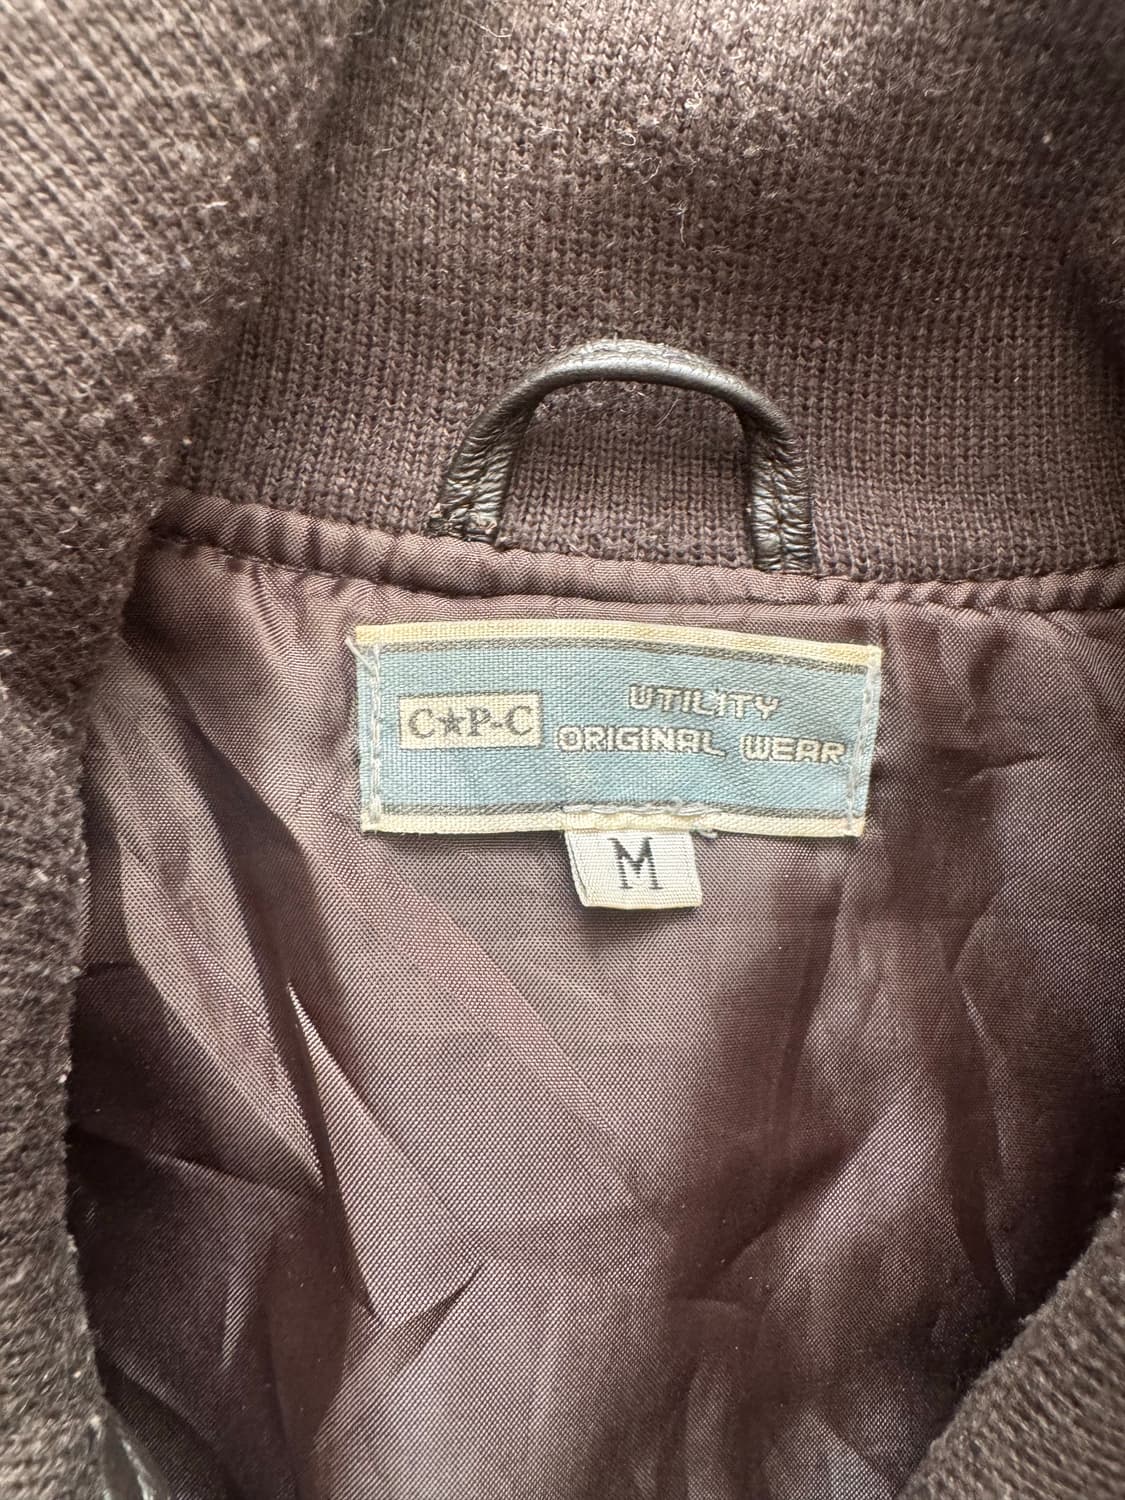 C★P-C
UTILITY
ORIGINAL WEAR
M